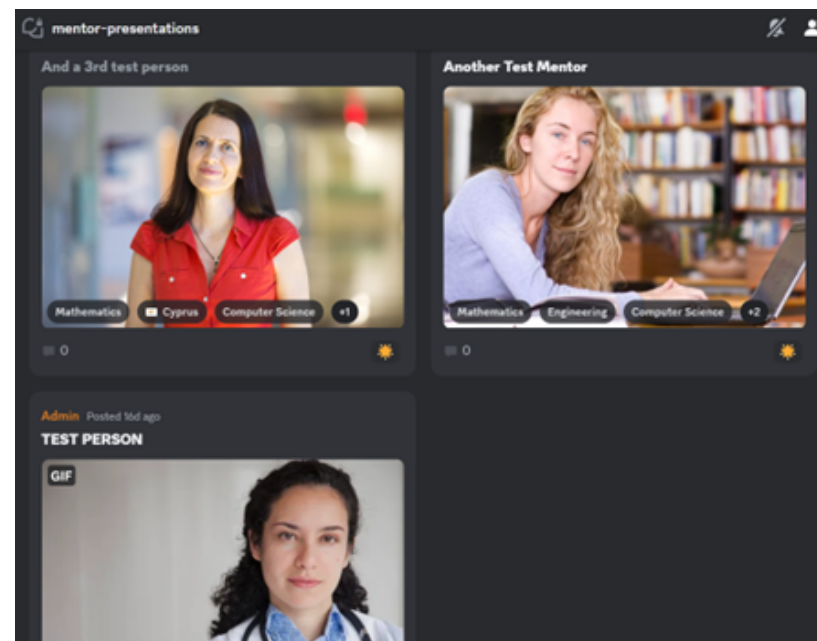 mentor-presentations
And a 3rd test person
Mathematics
Cyprus
Computer Science
+1
0
Another Test Mentor
Mathematics
Engineering
Computer Science
+2
0
Admin Posted 16d ago
TEST PERSON
GIF